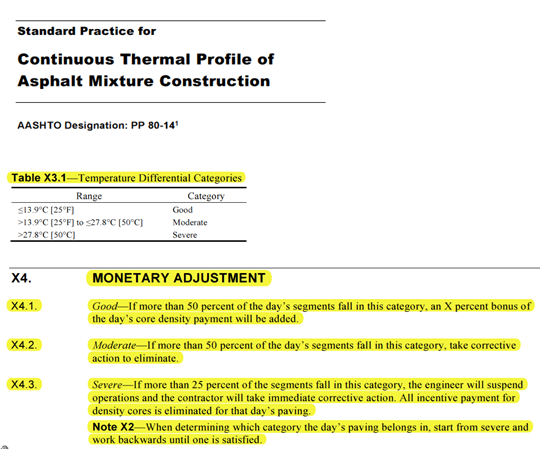 Standard Practice for
Continuous Thermal Profile of
Asphalt Mixture Construction
AASHTO Designation: PP 80-14¹
Table X3.1—Temperature Differential Categories
Range Category
≤13.9°C [25°F] Good
>13.9°C [25°F] to ≤27.8°C [50°C] Moderate
>27.8°C [50°C] Severe
X4. MONETARY ADJUSTMENT
X4.1. Good—If more than 50 percent of the day's segments fall in this category, an X percent bonus of
the day's core density payment will be added.
X4.2. Moderate—If more than 50 percent of the day's segments fall in this category, take corrective
action to eliminate.
X4.3. Severe—If more than 25 percent of the segments fall in this category, the engineer will suspend
operations and the contractor will take immediate corrective action. All incentive payment for
density cores is eliminated for that day's paving.
Note X2—When determining which category the day's paving belongs in, start from severe and
work backwards until one is satisfied.